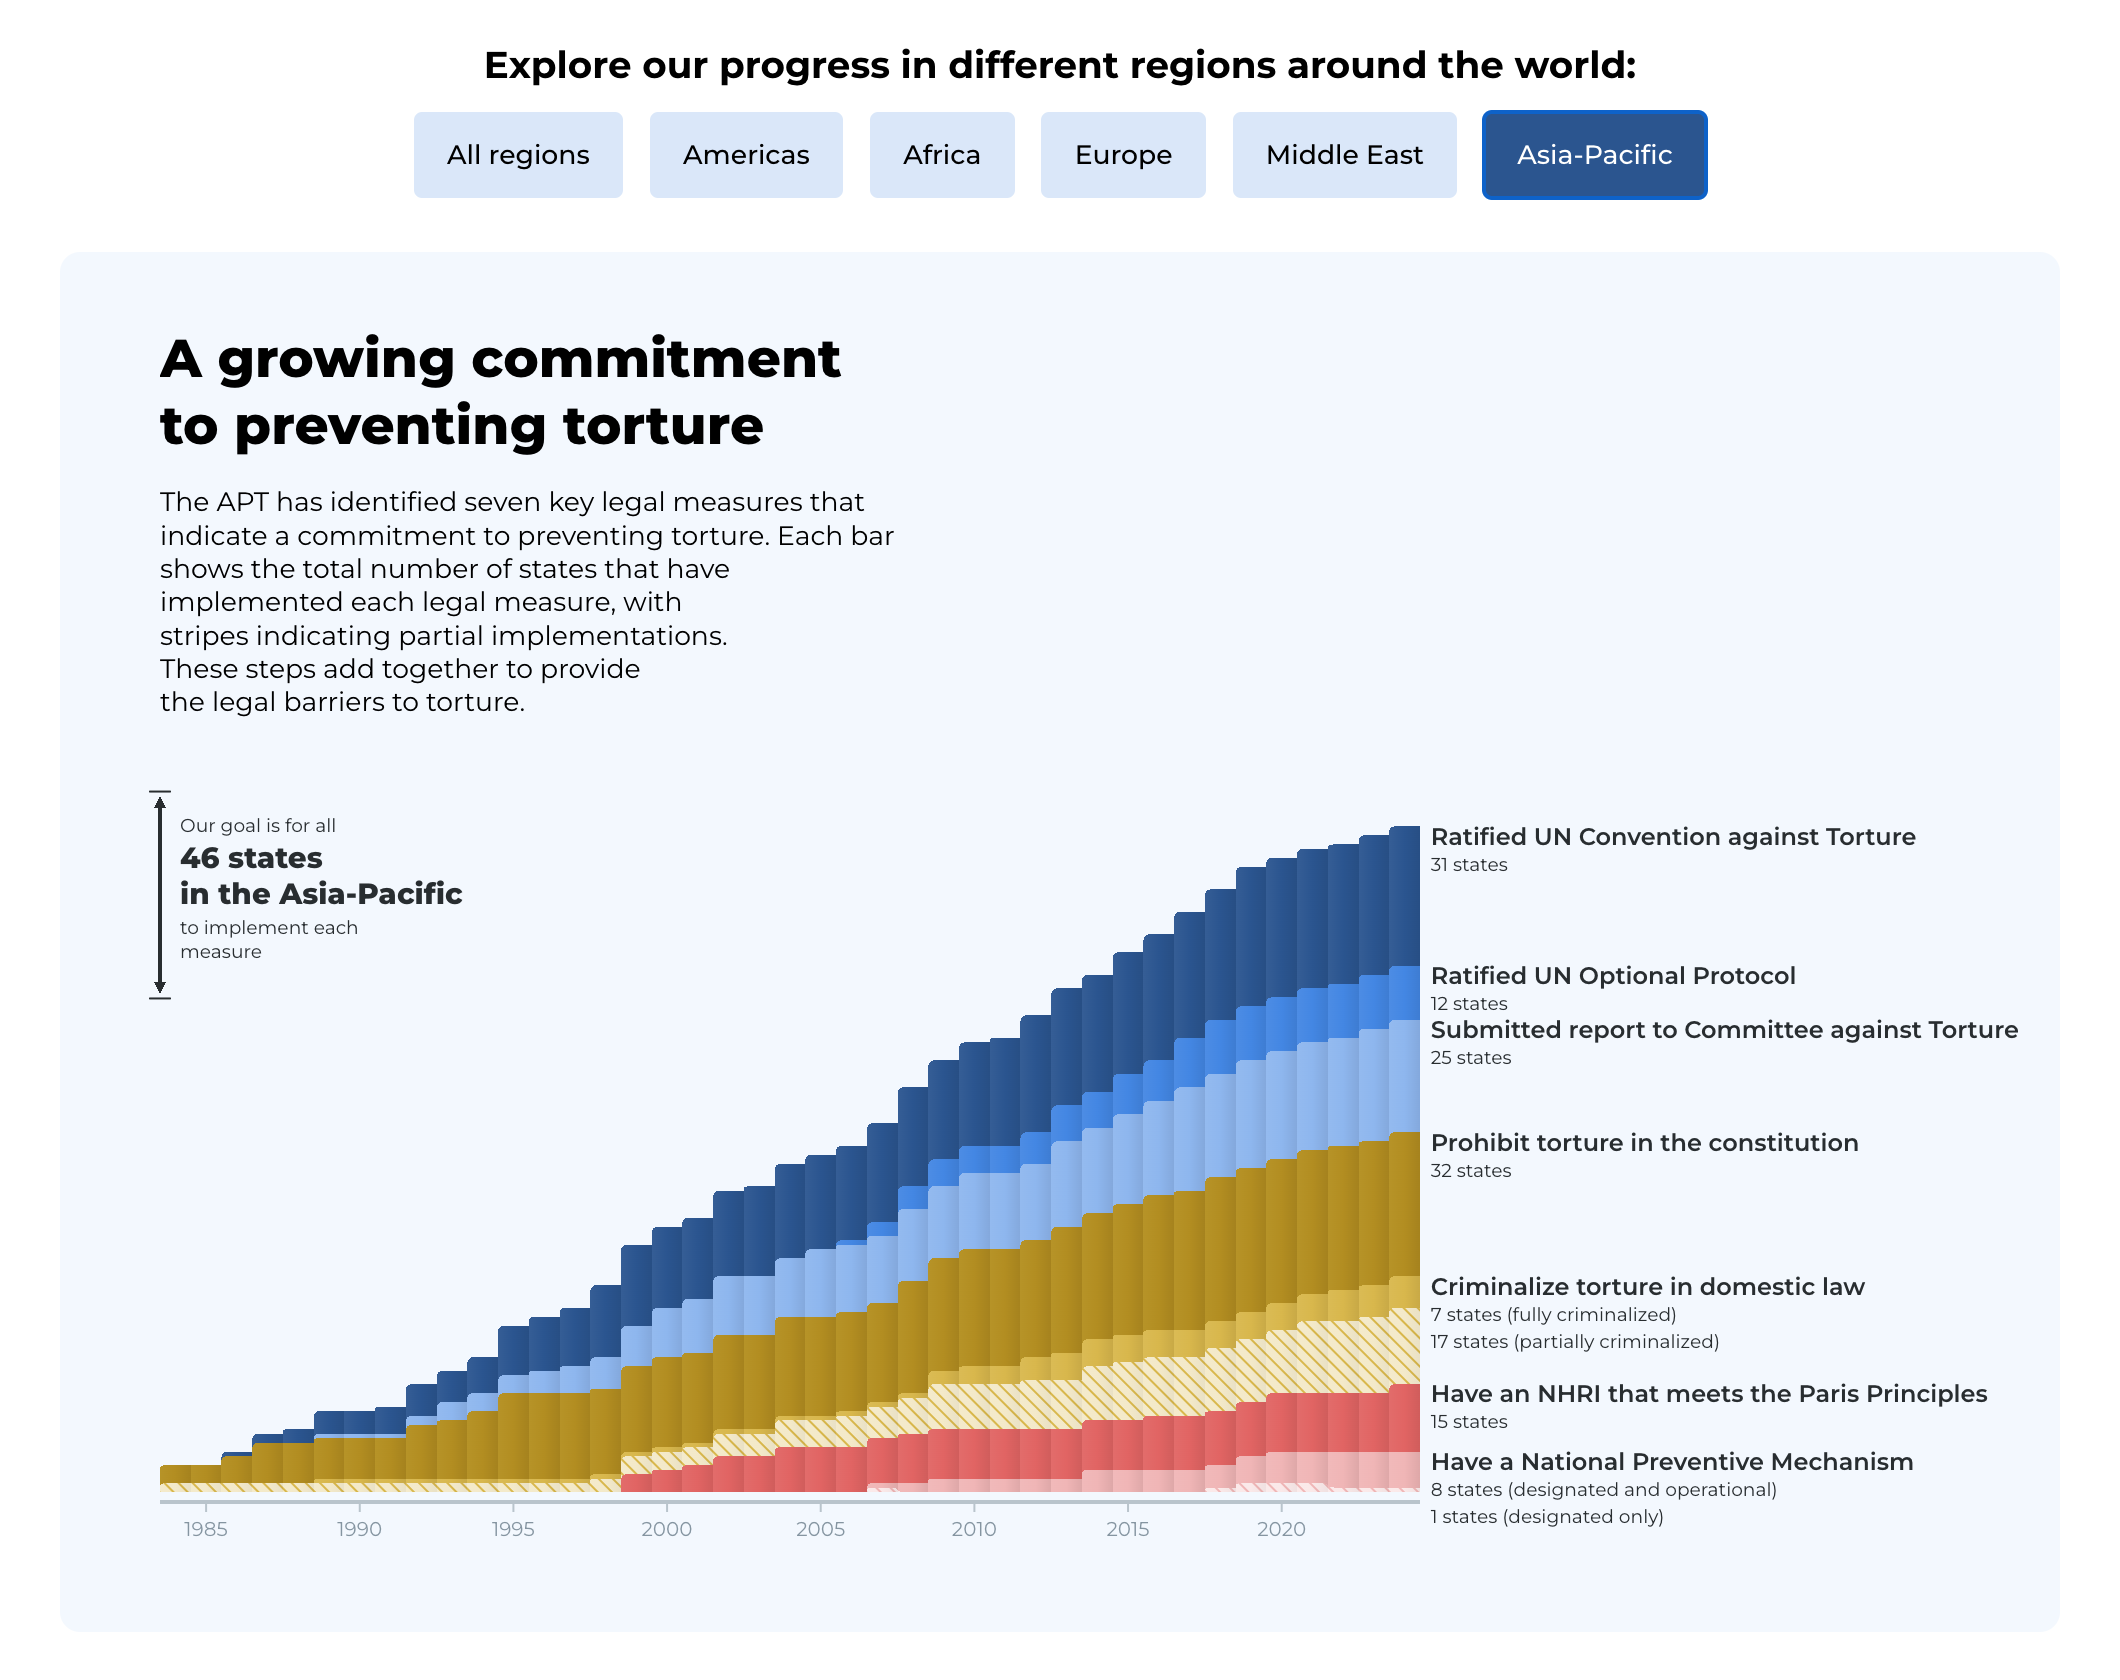 Explore our progress in different regions around the world:
All regions
Americas
Africa
Europe
Middle East
Asia-Pacific
A growing commitment
to preventing torture
The APT has identified seven key legal measures that
indicate a commitment to preventing torture. Each bar
shows the total number of states that have
implemented each legal measure, with
stripes indicating partial implementations.
These steps add together to provide
the legal barriers to torture.
Our goal is for all
46 states
in the Asia-Pacific
to implement each
measure
Ratified UN Convention against Torture
31 states
Ratified UN Optional Protocol
12 states
Submitted report to Committee against Torture
25 states
Prohibit torture in the constitution
32 states
Criminalize torture in domestic law
7 states (fully criminalized)
17 states (partially criminalized)
Have an NHRI that meets the Paris Principles
15 states
Have a National Preventive Mechanism
8 states (designated and operational)
1 states (designated only)
1985
1990
1995
2000
2005
2010
2015
2020